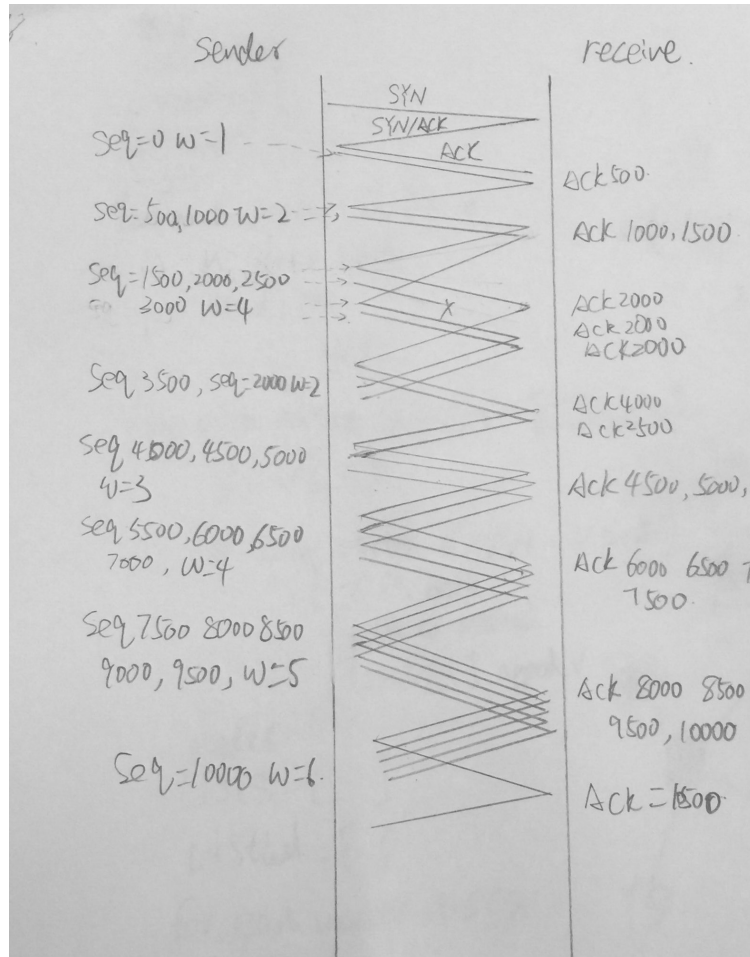 Sender
receive.
SYN
SYN/ACK
Seq=0 W=1
ACK
Ack500
Seq=500,1000 W=2
Ack 1000,1500
Seq=1500,2000,2500
3000 W=4
X
Ack2000
Ack2000
Ack2000
Seq 3500, Seq=2000 W=2
Ack4000
Ack2500
Seq 4000, 4500, 5000
W=3
Ack 4500, 5000,
Seq 5500, 6000, 6500
7000, W=4
Ack 6000 6500
7500
Seq 7500 8000 8500
9000, 9500, W=5
Ack 8000 8500
9500, 10000
Seq=10000 W=6.
Ack =